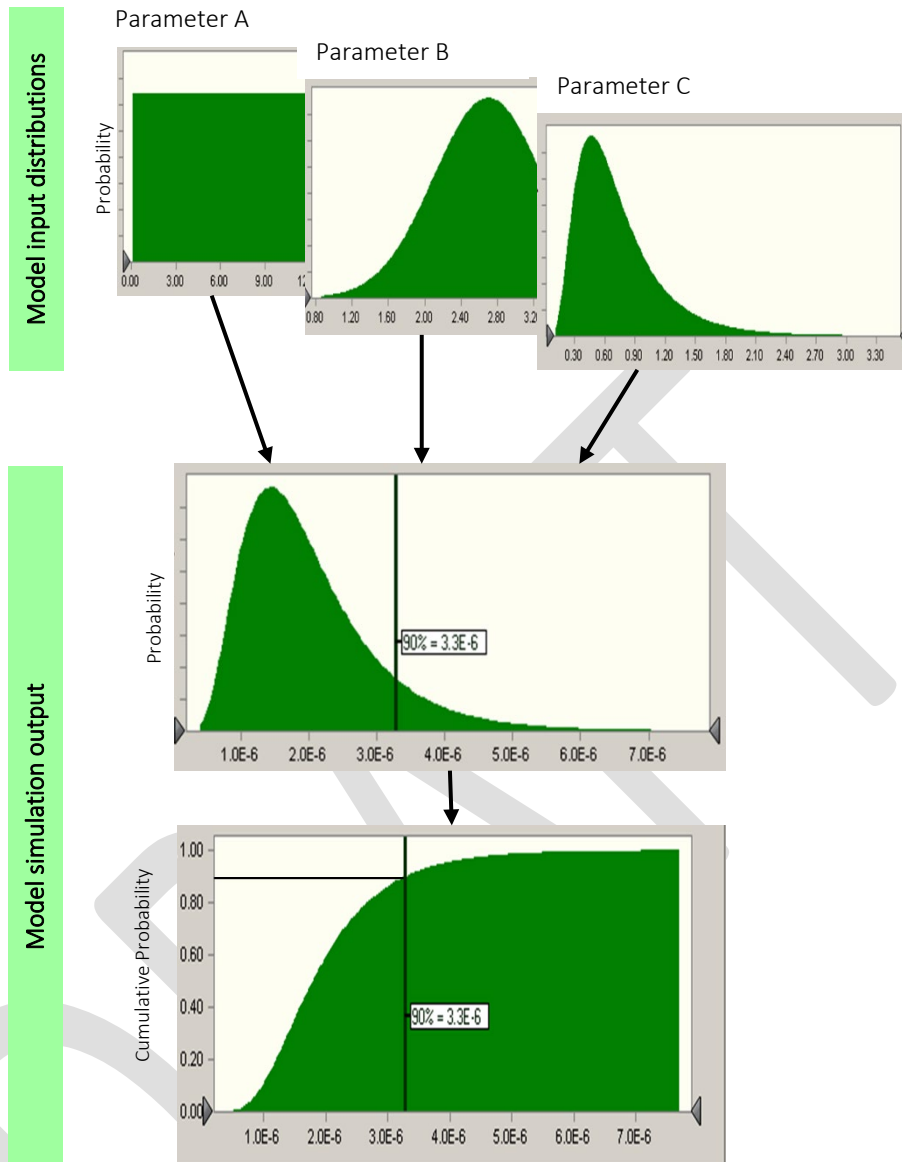 Model input distributions
Parameter A
Parameter B
Parameter C
Probability
0.00 3.00 6.00 9.00
0.80 1.20 1.60 2.00 2.40 2.80
0.30 0.60 0.90 1.20 1.50 1.80 2.10 2.40 2.70 3.00 3.30
Model simulation output
Probability
90% = 3.3E-6
1.0E-6 2.0E-6 3.0E-6 4.0E-6 5.0E-6 6.0E-6 7.0E-6
Cumulative Probability
1.00
0.80
0.60
0.40
0.20
0.00
90% = 3.3E-6
1.0E-6 2.0E-6 3.0E-6 4.0E-6 5.0E-6 6.0E-6 7.0E-6